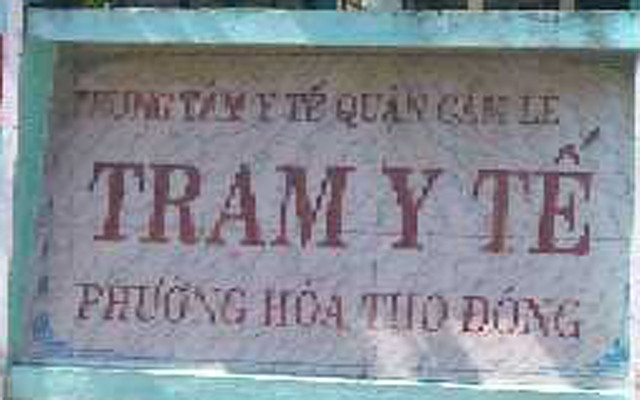 TRUNG TÂM Y TẾ QUẬN CẨM LỆ
TRẠM Y TẾ
PHƯỜNG HÒA THỌ ĐÔNG